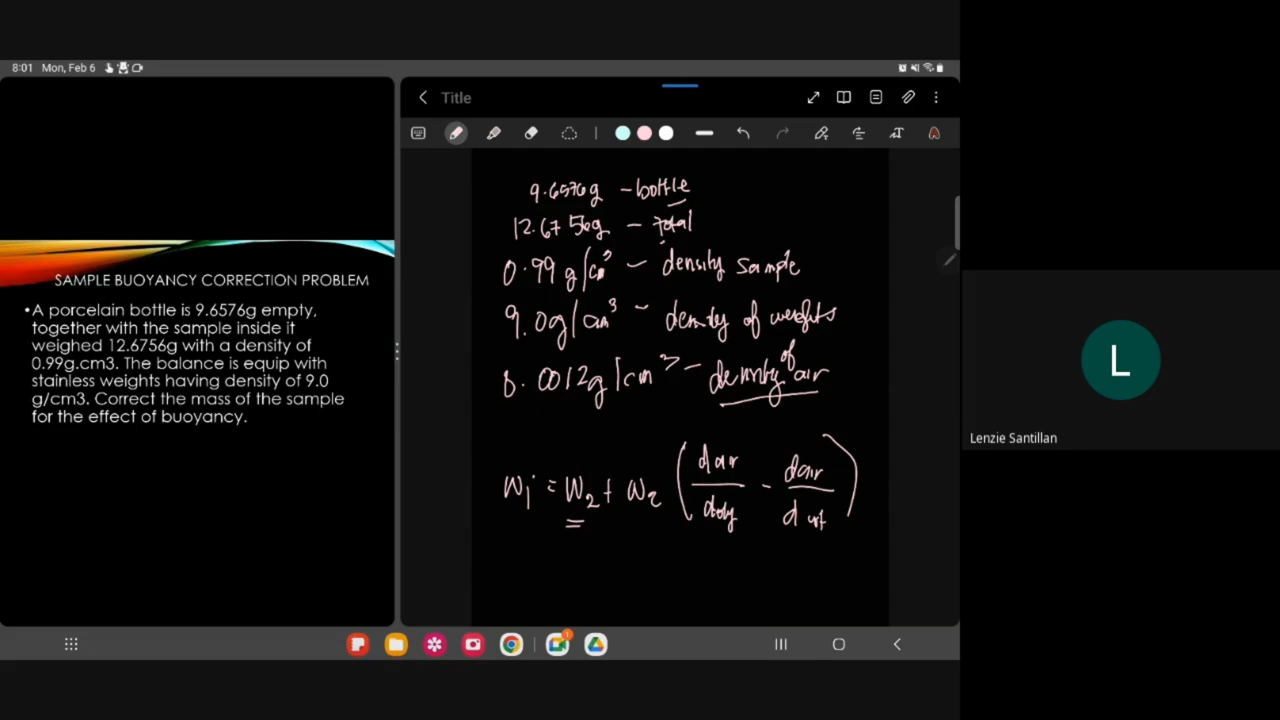 8:01 Mon, Feb 6
Title
SAMPLE BUOYANCY CORRECTION PROBLEM
•A porcelain bottle is 9.6576g empty,
together with the sample inside it
weighed 12.6756g with a density of
0.99g.cm3. The balance is equip with
stainless weights having density of 9.0
g/cm3. Correct the mass of the sample
for the effect of buoyancy.
9.6576g – bottle
12.6756g – total
0.99 g/cm³ – density sample
9.0g/cm³ – density of weights
0.0012g/cm³ – density of air
W₁ = W₂ + W₂ (dair/dobj – dair/dwt)
L
Lenzie Santillan
1